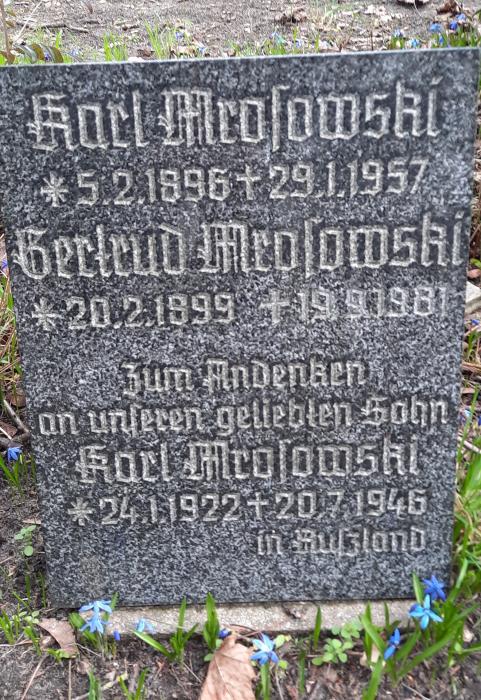 Karl Mroſowski
* 5.2.1896 + 29.1.1957
Gertrud Mroſowski
* 20.2.1899 + 19.9.1981
Zum Andenken
an unſeren geliebten Sohn
Karl Mroſowski
* 24.1.1922 + 20.7.1946
in Rußland